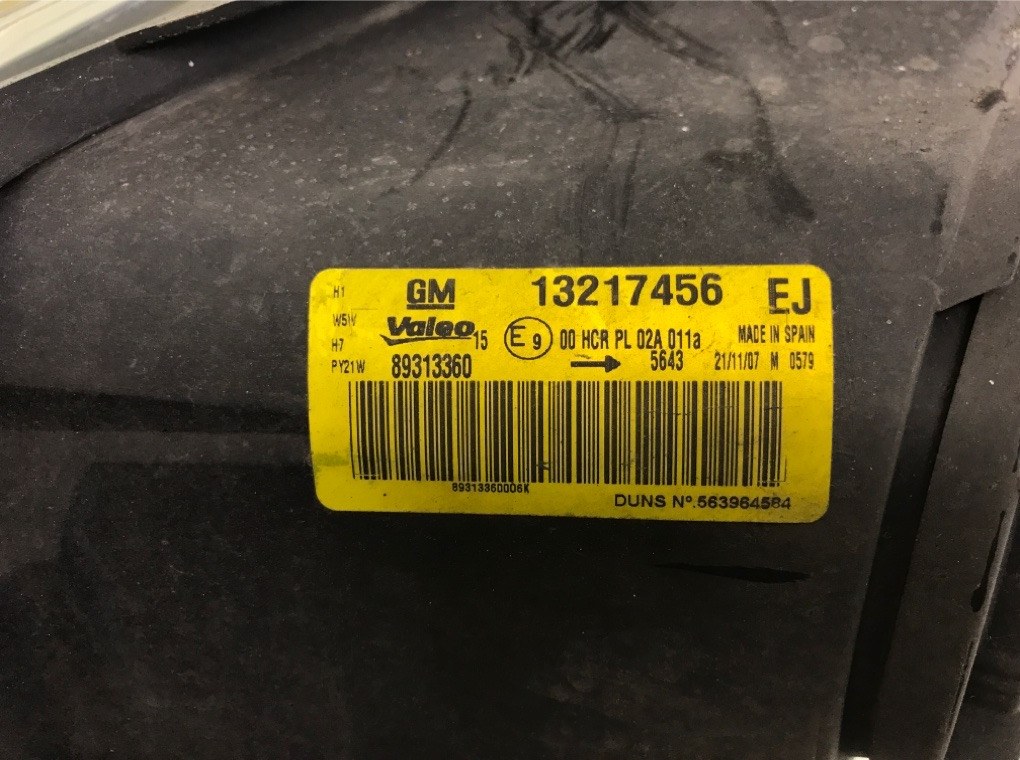 H1 GM 13217456 EJ
W5W Valeo 15 E9 00 HCR PL 02A 011a MADE IN SPAIN
H7 → 5643 21/11/07 M 0579
PY21W 89313360
89313360006K
DUNS Nº.563964584